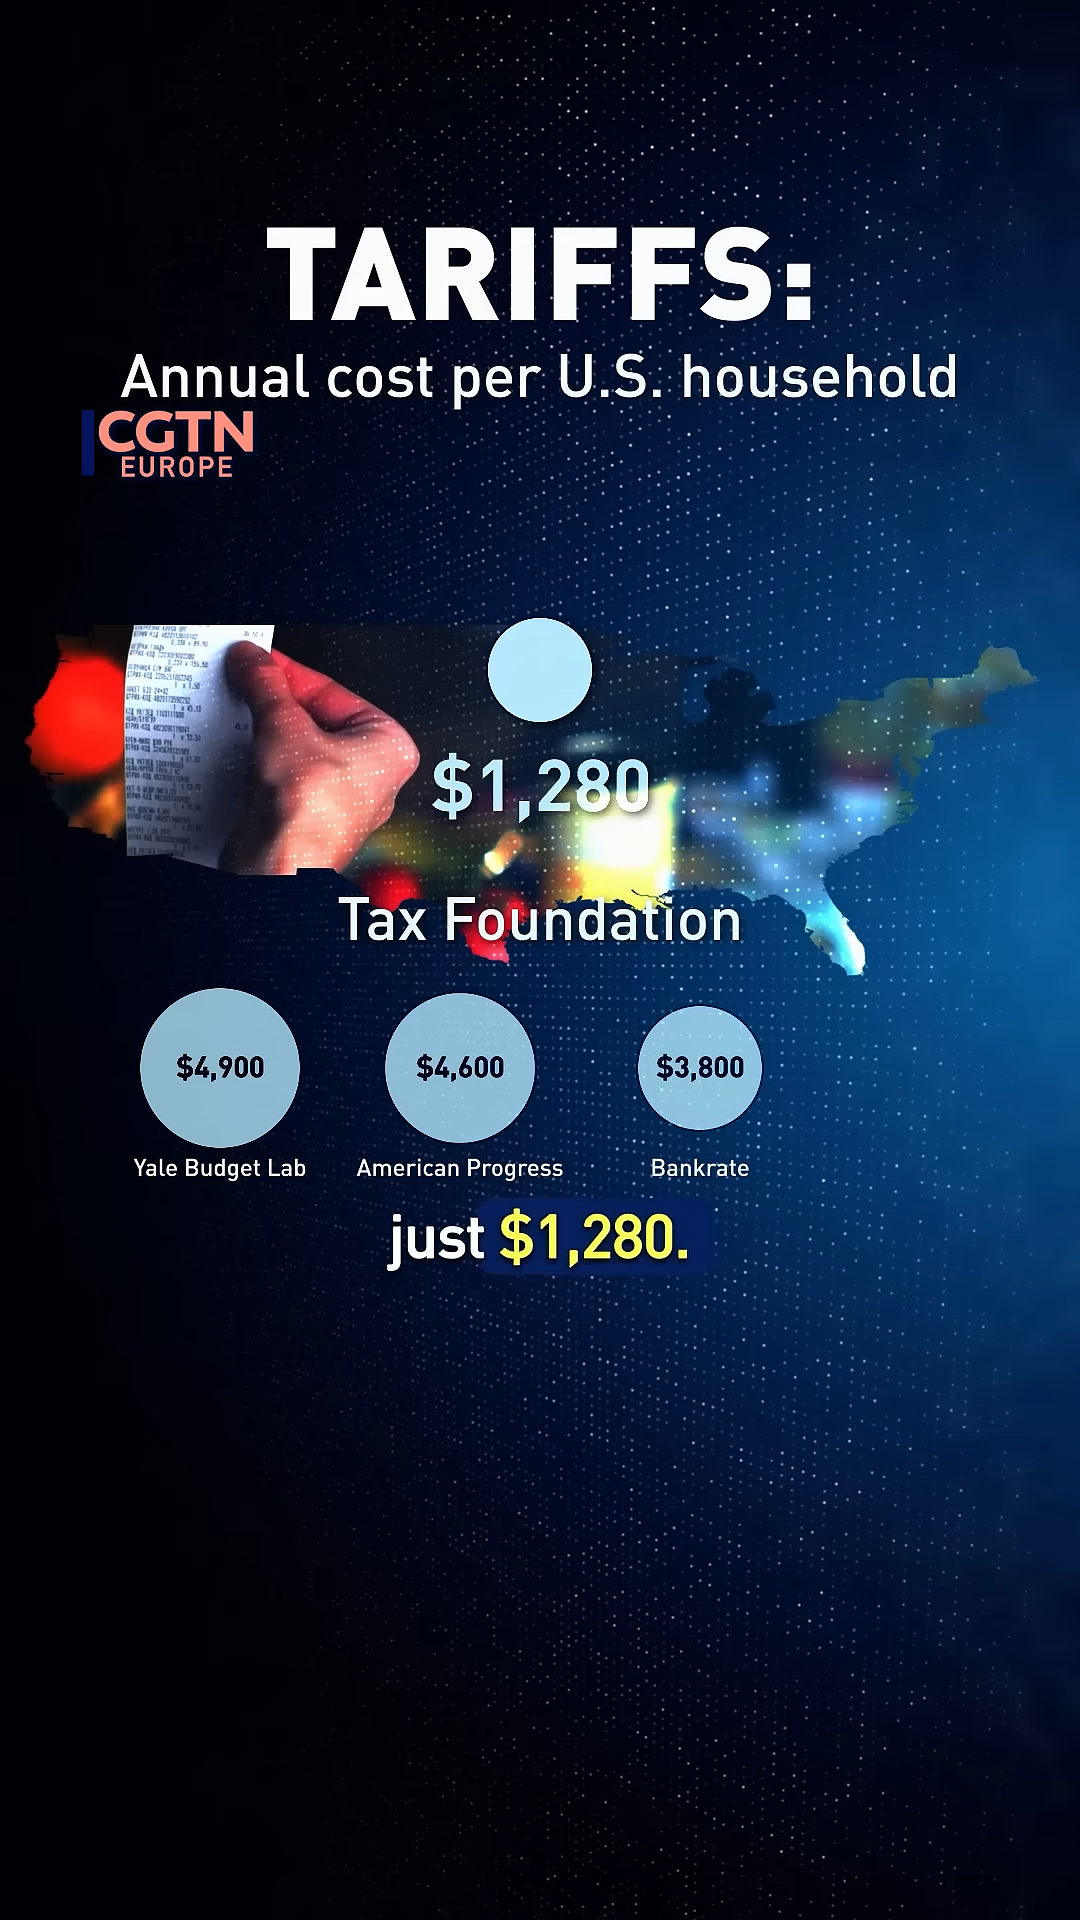 TARIFFS:
Annual cost per U.S. household
CGTN
EUROPE
$1,280
Tax Foundation
$4,900
$4,600
$3,800
Yale Budget Lab
American Progress
Bankrate
just $1,280.